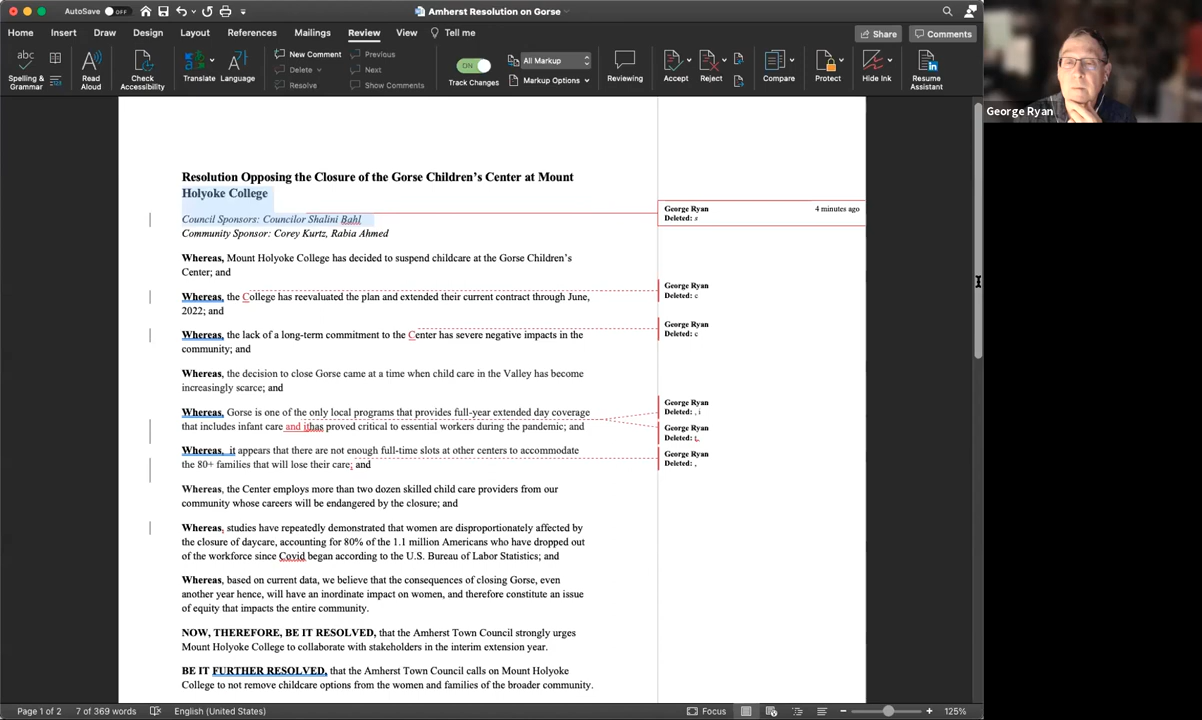 AutoSave OFF
Amherst Resolution on Gorse
Home Insert Draw Design Layout References Mailings Review View Tell me
Share Comments
abc
Spelling & Grammar
Read Aloud
Check Accessibility
Translate
Language
New Comment
Delete
Resolve
Previous
Next
Show Comments
ON
Track Changes
All Markup
Markup Options
Reviewing
Accept
Reject
Compare
Protect
Hide Ink
Resume Assistant
George Ryan
Resolution Opposing the Closure of the Gorse Children's Center at Mount
Holyoke College
Council Sponsors: Councilor Shalini Bahl
Community Sponsor: Corey Kurtz, Rabia Ahmed
Whereas, Mount Holyoke College has decided to suspend childcare at the Gorse Children's
Center; and
Whereas, the College has reevaluated the plan and extended their current contract through June,
2022; and
Whereas, the lack of a long-term commitment to the Center has severe negative impacts in the
community; and
Whereas, the decision to close Gorse came at a time when child care in the Valley has become
increasingly scarce; and
Whereas, Gorse is one of the only local programs that provides full-year extended day coverage
that includes infant care and ithas proved critical to essential workers during the pandemic; and
Whereas, it appears that there are not enough full-time slots at other centers to accommodate
the 80+ families that will lose their care; and
Whereas, the Center employs more than two dozen skilled child care providers from our
community whose careers will be endangered by the closure; and
Whereas, studies have repeatedly demonstrated that women are disproportionately affected by
the closure of daycare, accounting for 80% of the 1.1 million Americans who have dropped out
of the workforce since Covid began according to the U.S. Bureau of Labor Statistics; and
Whereas, based on current data, we believe that the consequences of closing Gorse, even
another year hence, will have an inordinate impact on women, and therefore constitute an issue
of equity that impacts the entire community.
NOW, THEREFORE, BE IT RESOLVED, that the Amherst Town Council strongly urges
Mount Holyoke College to collaborate with stakeholders in the interim extension year.
BE IT FURTHER RESOLVED, that the Amherst Town Council calls on Mount Holyoke
College to not remove childcare options from the women and families of the broader community.
George Ryan 4 minutes ago
Deleted: s
George Ryan
Deleted: c
George Ryan
Deleted: c
George Ryan
Deleted: , i
George Ryan
Deleted: t,
George Ryan
Deleted: ,
Page 1 of 2 7 of 369 words English (United States) Focus 125%